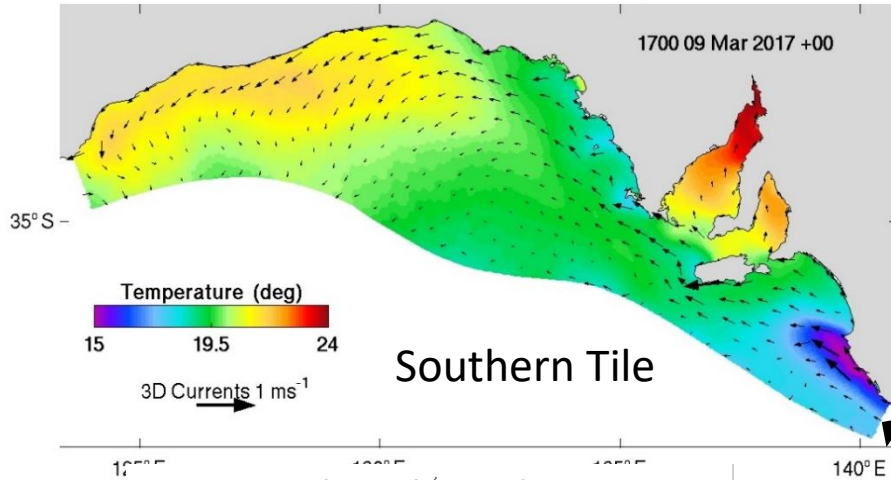 1700 09 Mar 2017 +00
35° S
Temperature (deg)
15 19.5 24
3D Currents 1 ms⁻¹
Southern Tile
140° E